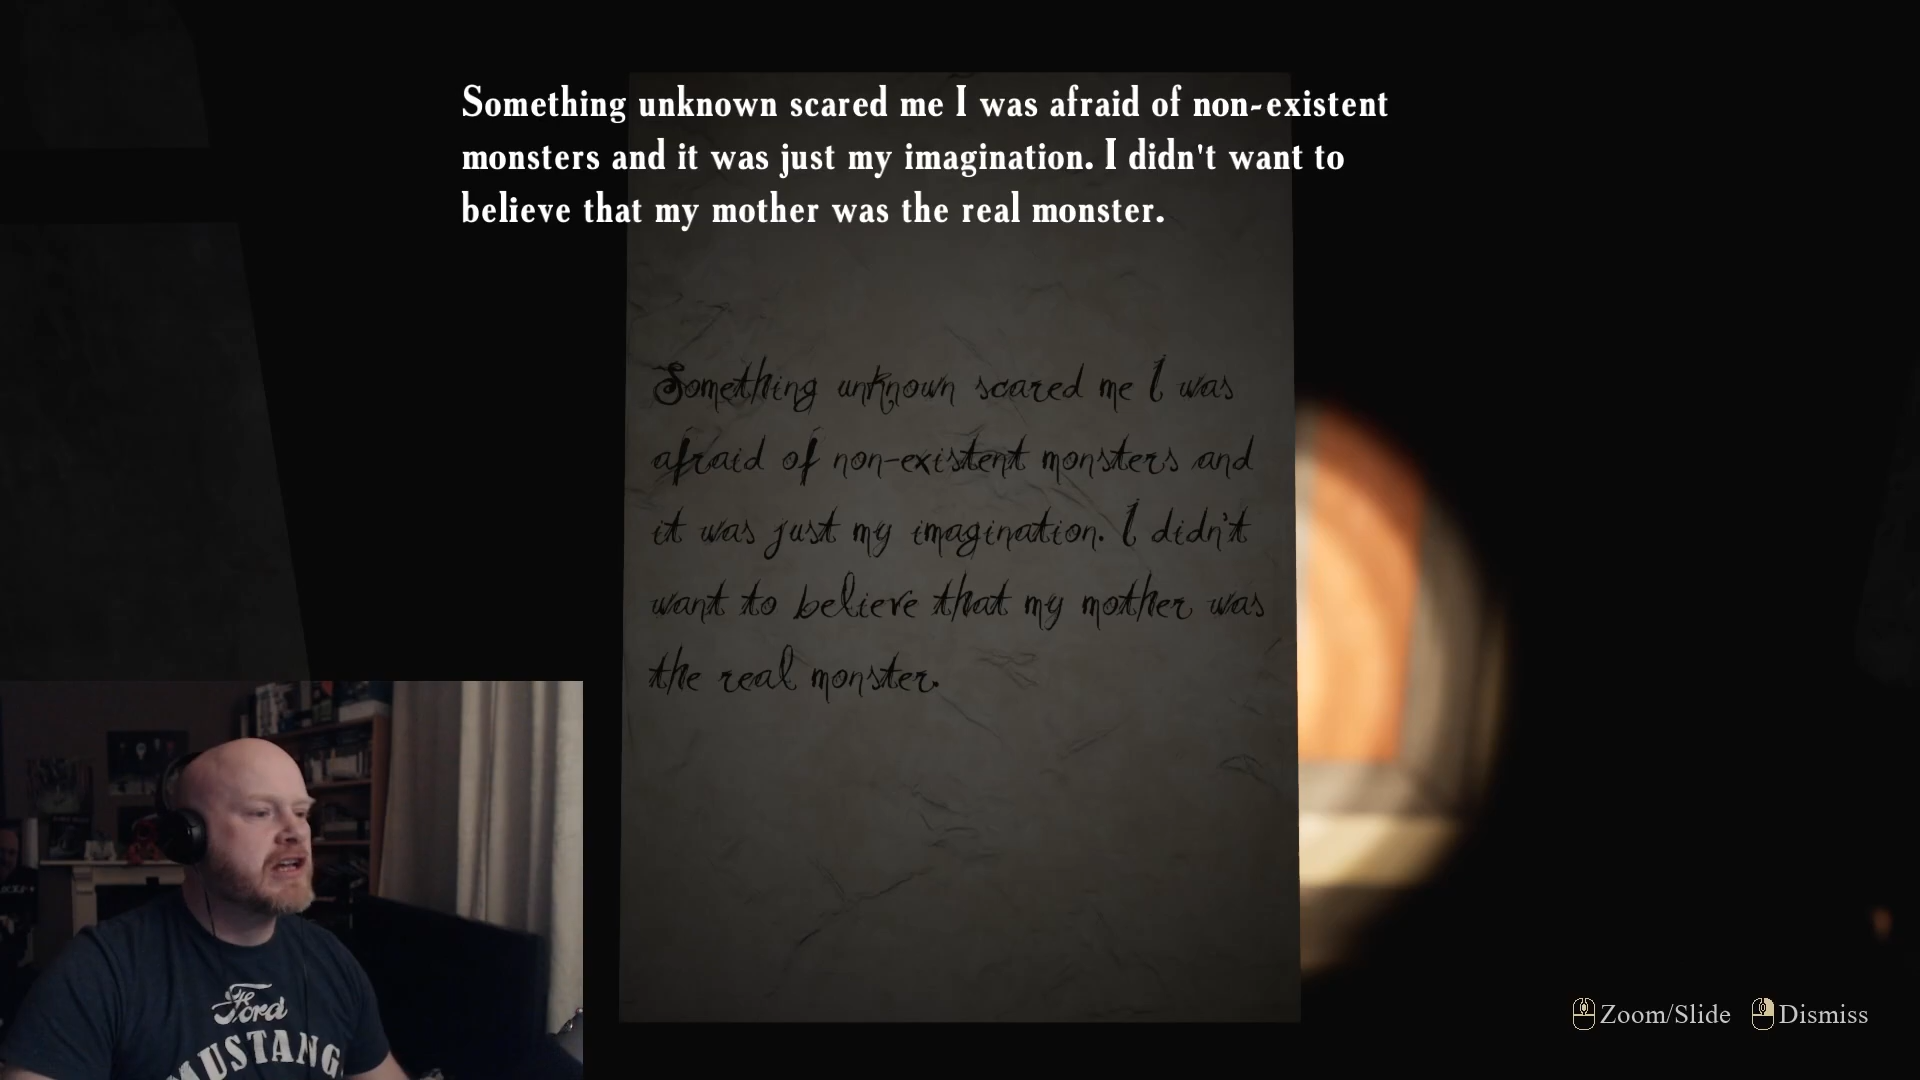 Something unknown scared me I was afraid of non-existent
monsters and it was just my imagination. I didn't want to
believe that my mother was the real monster.
Something unknown scared me I was
afraid of non-existent monsters and
it was just my imagination. I didn't
want to believe that my mother was
the real monster.
Ford
MUSTANG
Zoom/Slide Dismiss